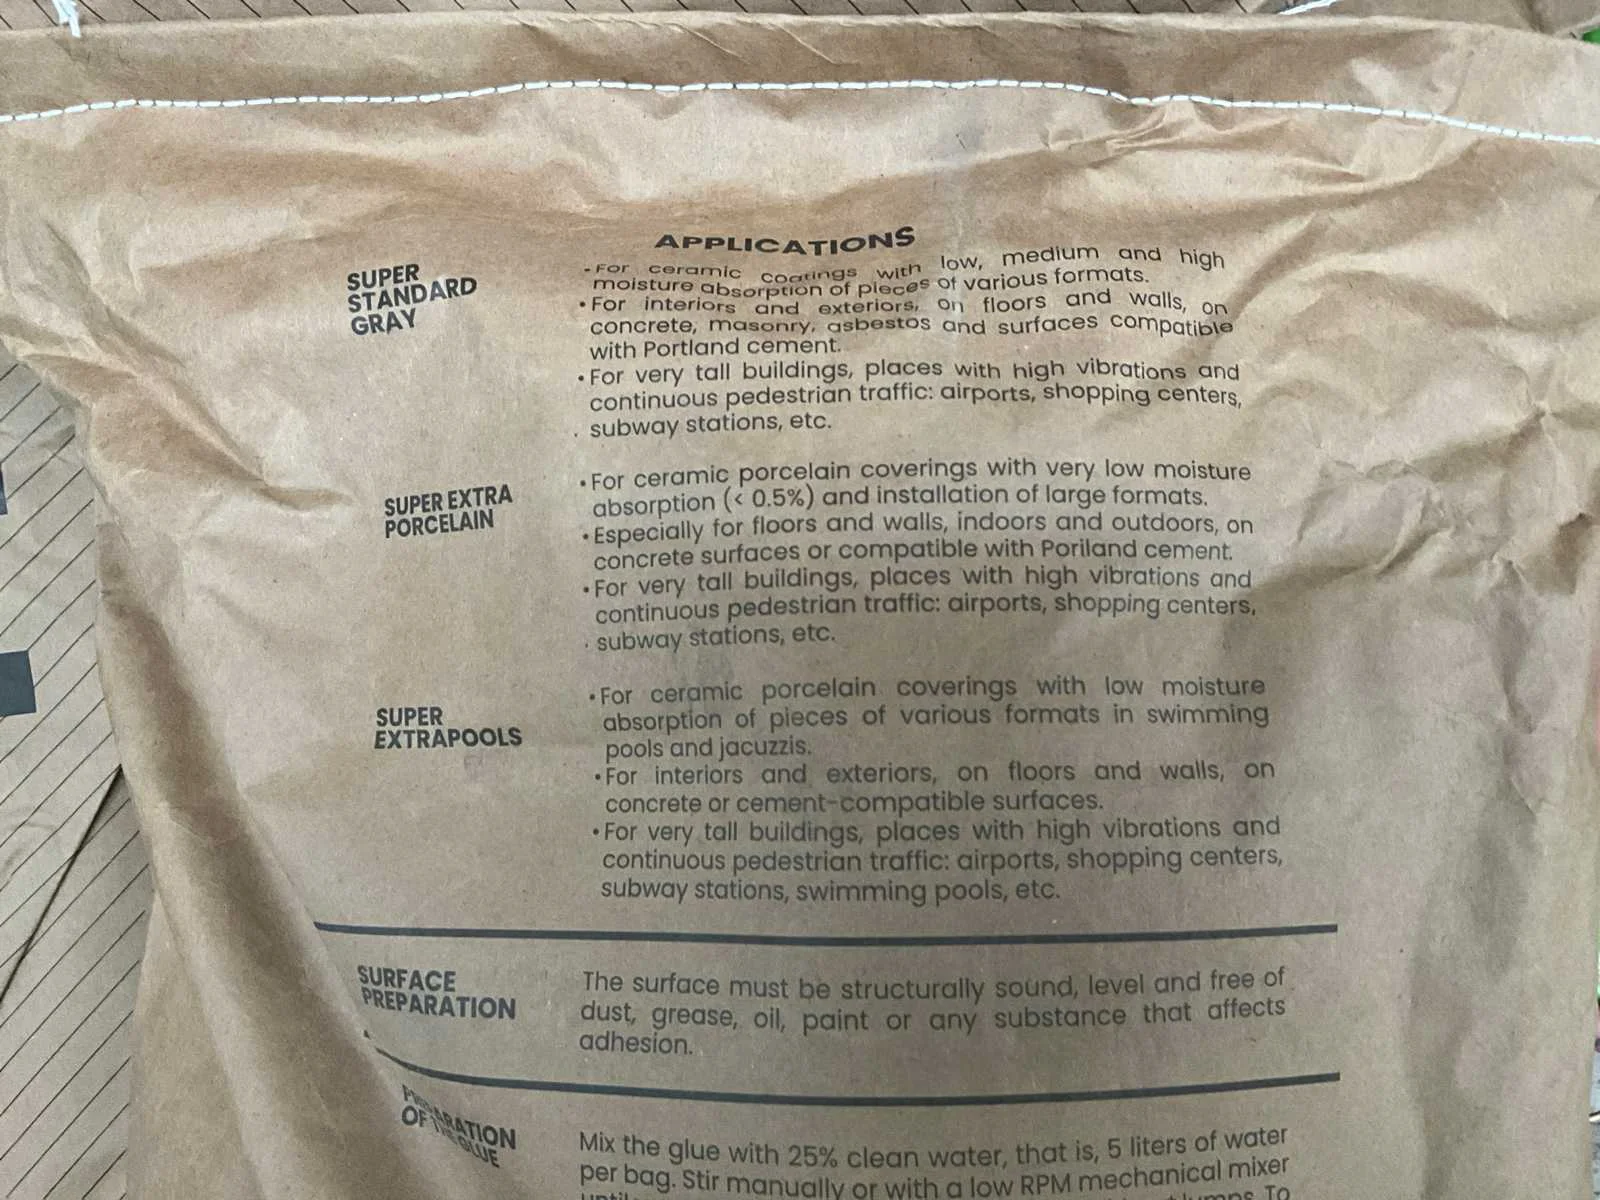 APPLICATIONS
SUPER
STANDARD
GRAY
•For ceramic coatings with low, medium and high
moisture absorption of pieces of various formats.
•For interiors and exteriors, on floors and walls, on
concrete, masonry, asbestos and surfaces compatible
with Portland cement.
•For very tall buildings, places with high vibrations and
continuous pedestrian traffic: airports, shopping centers,
. subway stations, etc.
SUPER EXTRA
PORCELAIN
•For ceramic porcelain coverings with very low moisture
absorption (< 0.5%) and installation of large formats.
•Especially for floors and walls, indoors and outdoors, on
concrete surfaces or compatible with Poriland cement.
•For very tall buildings, places with high vibrations and
continuous pedestrian traffic: airports, shopping centers,
. subway stations, etc.
SUPER
EXTRAPOOLS
•For ceramic porcelain coverings with low moisture
absorption of pieces of various formats in swimming
pools and jacuzzis.
•For interiors and exteriors, on floors and walls, on
concrete or cement-compatible surfaces.
•For very tall buildings, places with high vibrations and
continuous pedestrian traffic: airports, shopping centers,
subway stations, swimming pools, etc.
SURFACE
PREPARATION
The surface must be structurally sound, level and free of
dust, grease, oil, paint or any substance that affects
adhesion.
PREPARATION
OF THE GLUE
Mix the glue with 25% clean water, that is, 5 liters of water
per bag. Stir manually or with a low RPM mechanical mixer
lumps. To